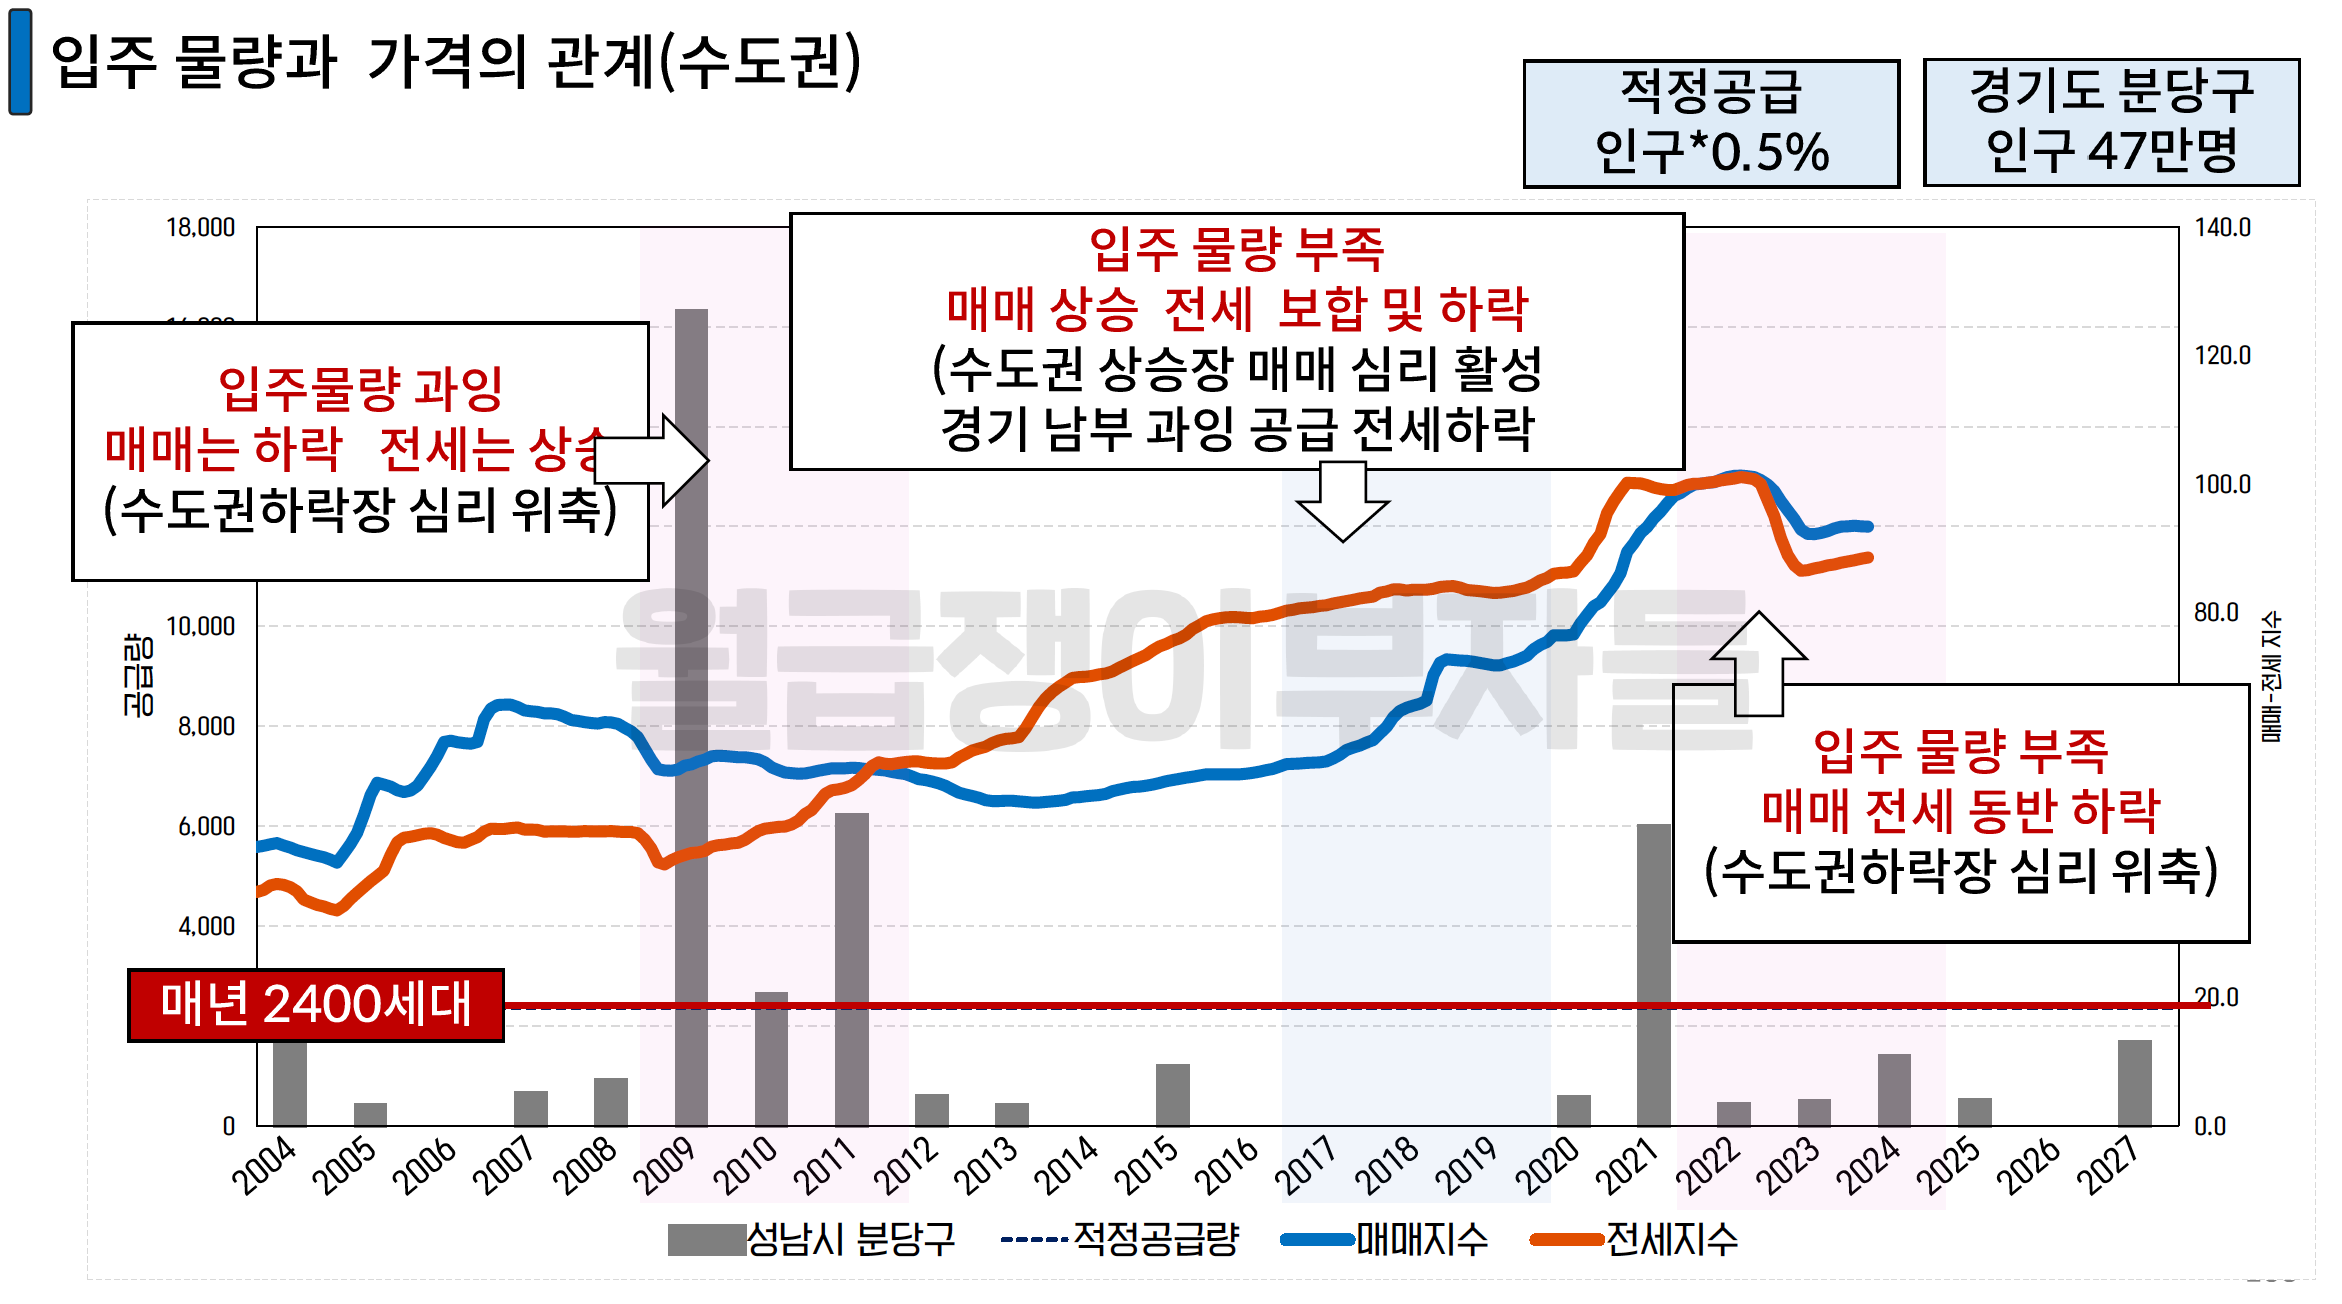 입주 물량과 가격의 관계(수도권)
적정공급
인구*0.5%
경기도 분당구
인구 47만명
18,000
10,000
8,000
6,000
4,000
0
공급량
140.0
120.0
100.0
80.0
20.0
0.0
매매-전세 지수
입주물량 과잉
매매는 하락 전세는 상승
(수도권하락장 심리 위축)
입주 물량 부족
매매 상승 전세 보합 및 하락
(수도권 상승장 매매 심리 활성
경기 남부 과잉 공급 전세하락
입주 물량 부족
매매 전세 동반 하락
(수도권하락장 심리 위축)
월급쟁이 부자들
매년 2400세대
2004 2005 2006 2007 2008 2009 2010 2011 2012 2013 2014 2015 2016 2017 2018 2019 2020 2021 2022 2023 2024 2025 2026 2027
성남시 분당구 적정공급량 매매지수 전세지수